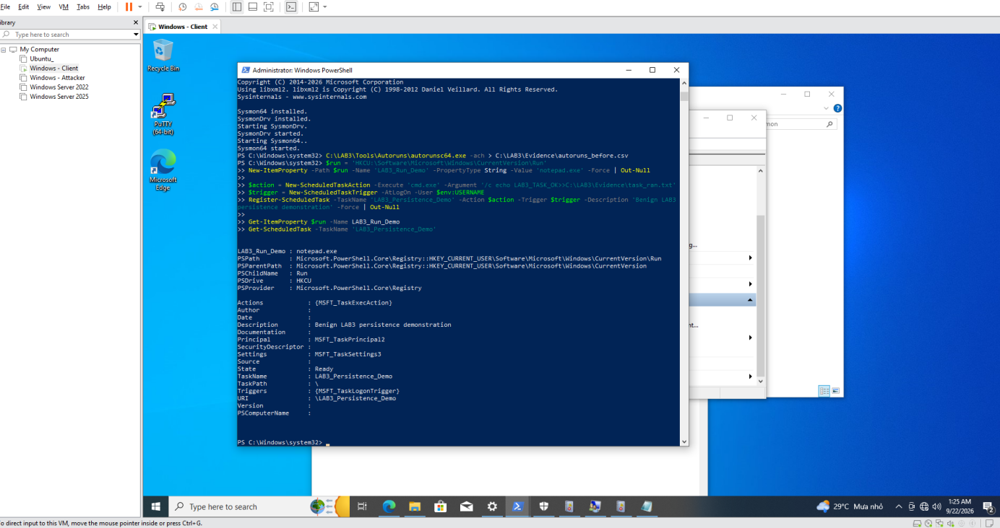 File Edit View VM Tabs Help
Library
Type here to search
My Computer
Ubuntu_
Windows - Client
Windows - Attacker
Windows Server 2022
Windows Server 2025
Windows - Client
Recycle Bin
PuTTY
(64-bit)
Microsoft
Edge
Administrator: Windows PowerShell
Copyright (C) 2014-2026 Microsoft Corporation
Using libxml2. libxml2 is Copyright (C) 1998-2012 Daniel Veillard. All Rights Reserved.
Sysinternals - www.sysinternals.com
Sysmon64 installed.
SysmonDrv installed.
Starting SysmonDrv.
SysmonDrv started.
Starting Sysmon64..
Sysmon64 started.
PS C:\Windows\system32> C:\LAB3\Tools\Autoruns\autorunsc64.exe -ach > C:\LAB3\Evidence\autoruns_before.csv
PS C:\Windows\system32> $run = 'HKCU:\Software\Microsoft\Windows\CurrentVersion\Run'
>> New-ItemProperty -Path $run -Name 'LAB3_Run_Demo' -PropertyType String -Value 'notepad.exe' -Force | Out-Null
>>
>> $action = New-ScheduledTaskAction -Execute 'cmd.exe' -Argument '/c echo LAB3_TASK_OK>>C:\LAB3\Evidence\task_ran.txt'
>> $trigger = New-ScheduledTaskTrigger -AtLogOn -User $env:USERNAME
>> Register-ScheduledTask -TaskName 'LAB3_Persistence_Demo' -Action $action -Trigger $trigger -Description 'Benign LAB3
persistence demonstration' -Force | Out-Null
>>
>> Get-ItemProperty $run -Name LAB3_Run_Demo
>> Get-ScheduledTask -TaskName 'LAB3_Persistence_Demo'
LAB3_Run_Demo : notepad.exe
PSPath : Microsoft.PowerShell.Core\Registry::HKEY_CURRENT_USER\Software\Microsoft\Windows\CurrentVersion\Run
PSParentPath : Microsoft.PowerShell.Core\Registry::HKEY_CURRENT_USER\Software\Microsoft\Windows\CurrentVersion
PSChildName : Run
PSDrive : HKCU
PSProvider : Microsoft.PowerShell.Core\Registry
Actions : {MSFT_TaskExecAction}
Author :
Date :
Description : Benign LAB3 persistence demonstration
Documentation :
Principal : MSFT_TaskPrincipal2
SecurityDescriptor :
Settings : MSFT_TaskSettings3
Source :
State : Ready
TaskName : LAB3_Persistence_Demo
TaskPath : \
Triggers : {MSFT_TaskLogonTrigger}
URI : \LAB3_Persistence_Demo
Version :
PSComputerName :
PS C:\Windows\system32>
mon
g...
nt...
Type here to search
29°C Mưa nhỏ
1:25 AM
9/22/2026
2
To direct input to this VM, move the mouse pointer inside or press Ctrl+G.